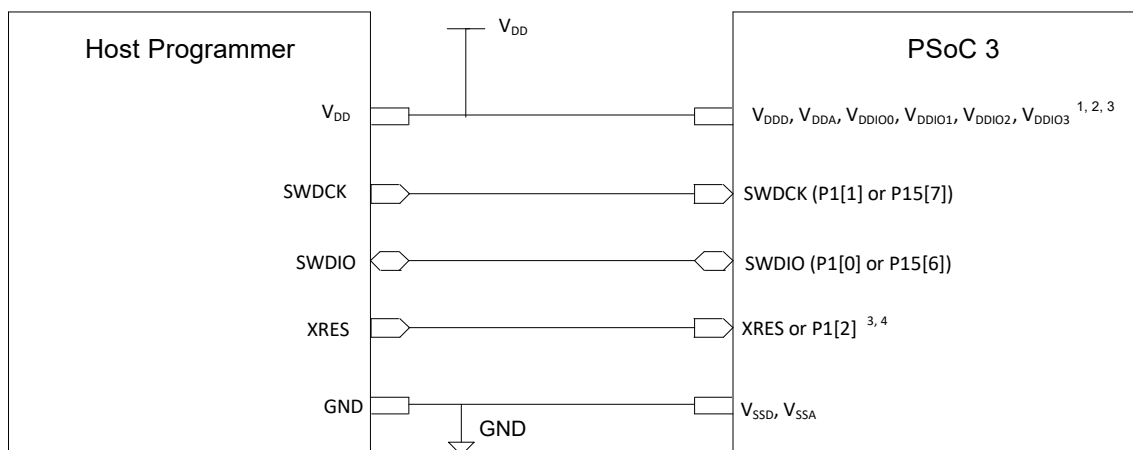 V_DD
Host Programmer
PSoC 3
V_DD
V_DDD, V_DDA, V_DDIO0, V_DDIO1, V_DDIO2, V_DDIO3 1, 2, 3
SWDCK
SWDCK (P1[1] or P15[7])
SWDIO
SWDIO (P1[0] or P15[6])
XRES
XRES or P1[2] 3, 4
GND
V_SSD, V_SSA
GND